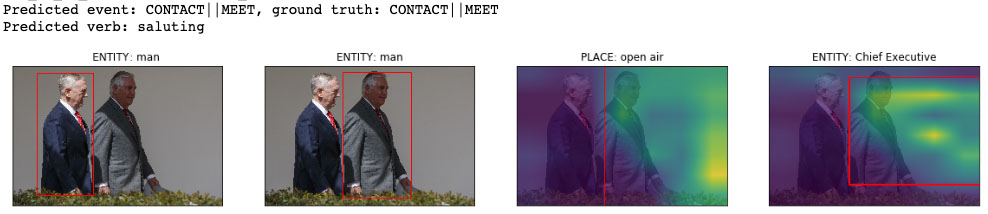 Predicted event: CONTACT||MEET, ground truth: CONTACT||MEET
Predicted verb: saluting
ENTITY: man
ENTITY: man
PLACE: open air
ENTITY: Chief Executive